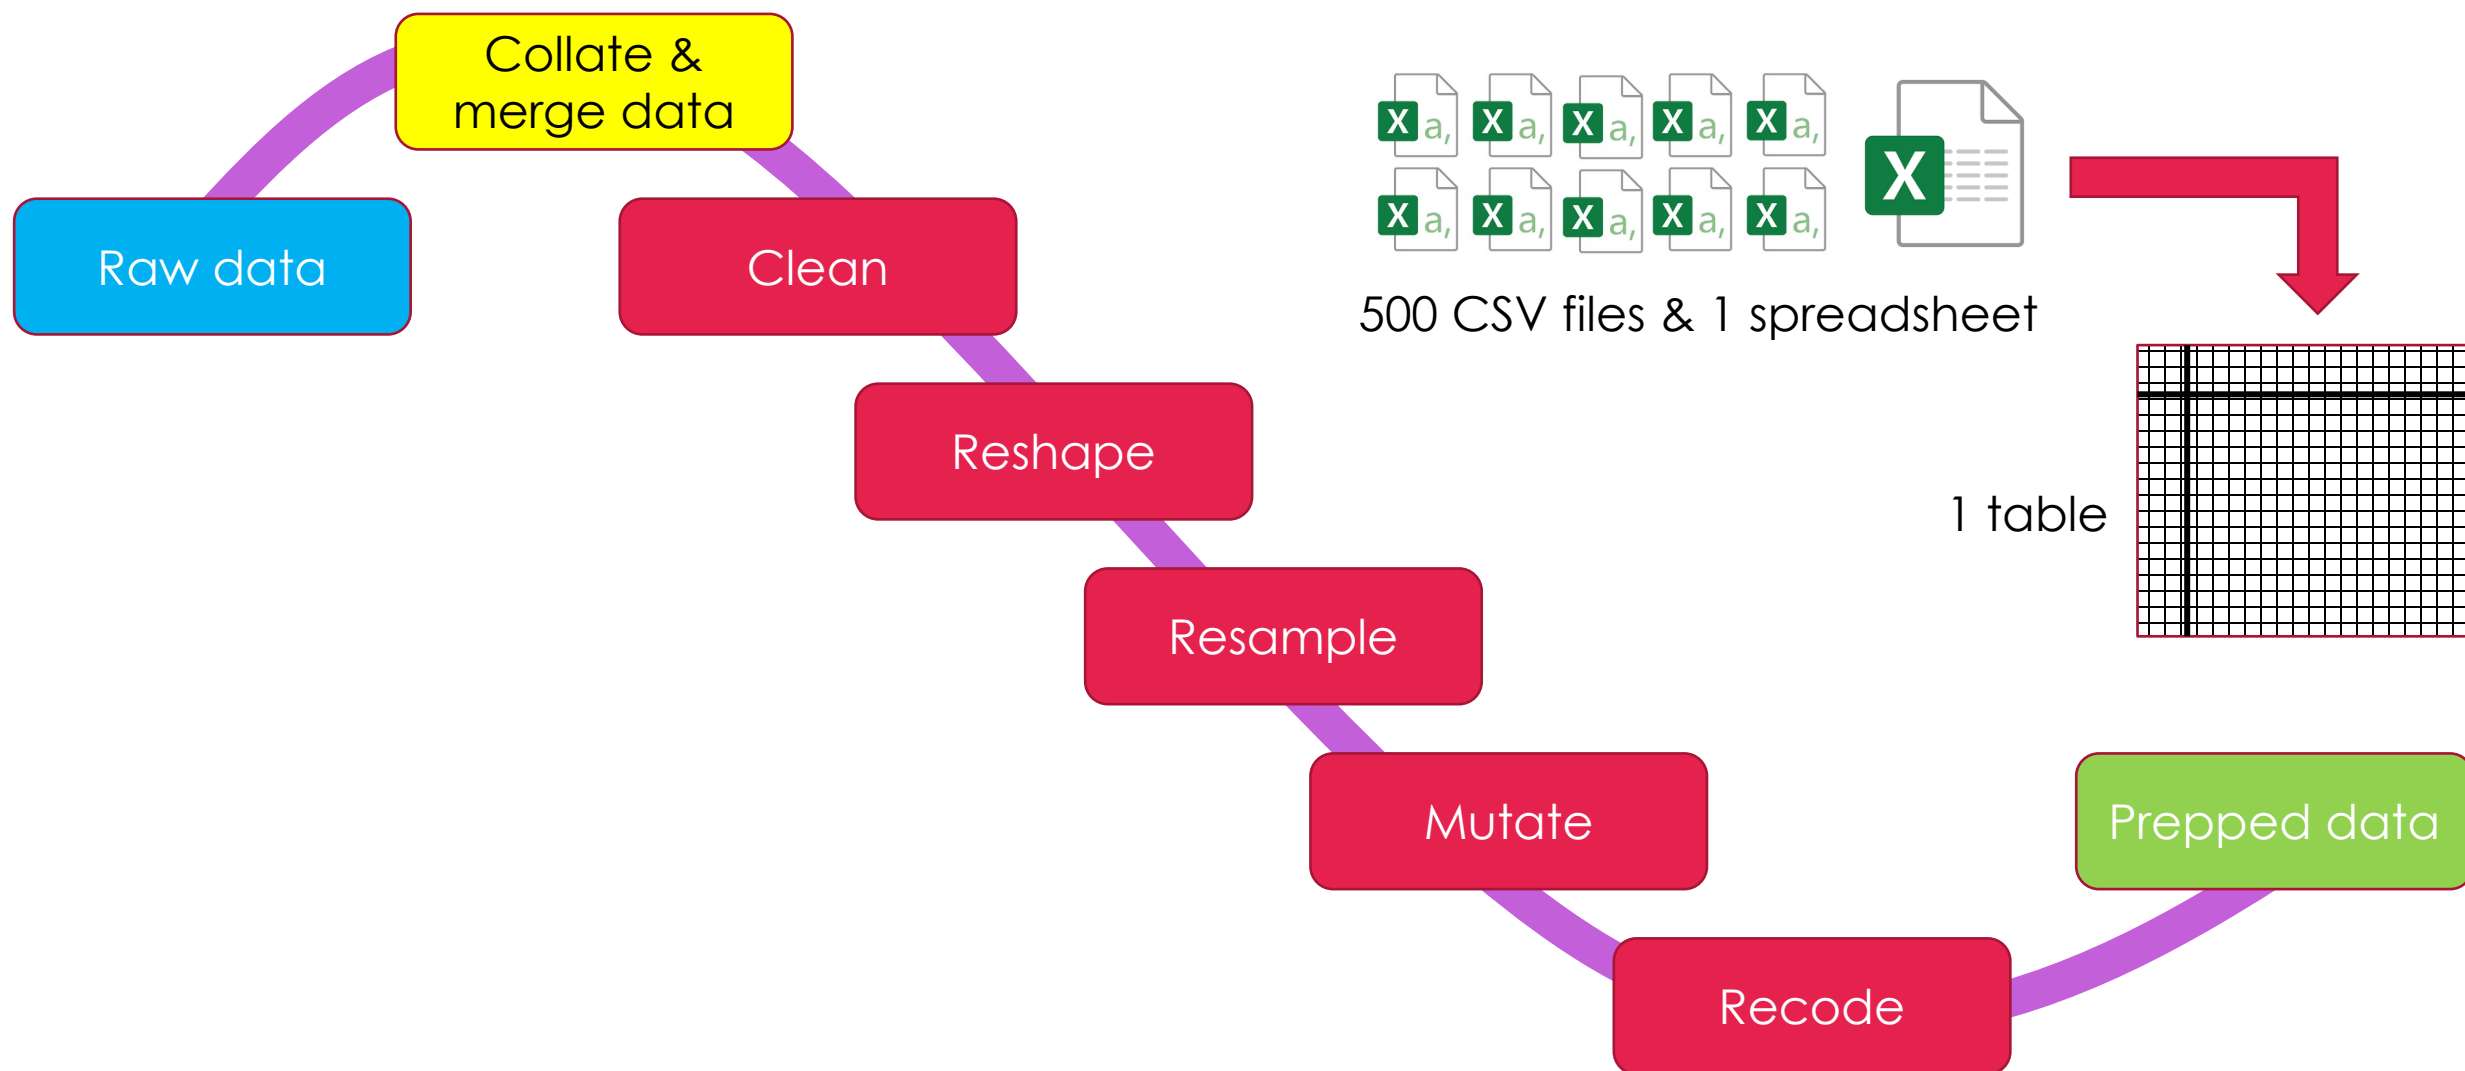 Collate &
merge data
Raw data
Clean
Reshape
Resample
Mutate
Recode
Prepped data
X a,
X a,
X a,
X a,
X a,
X a,
X a,
X a,
X a,
X a,
X
500 CSV files & 1 spreadsheet
1 table